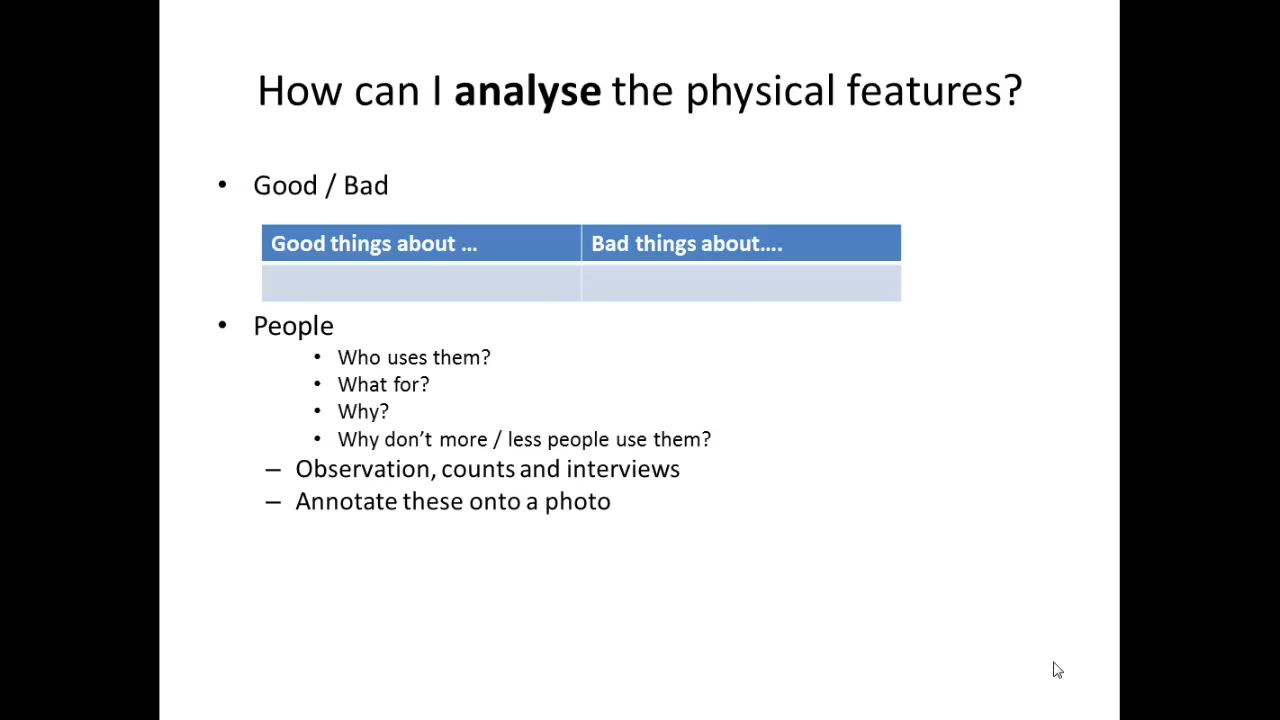 How can I analyse the physical features?
• Good / Bad
Good things about ... Bad things about....
• People
• Who uses them?
• What for?
• Why?
• Why don't more / less people use them?
– Observation, counts and interviews
– Annotate these onto a photo